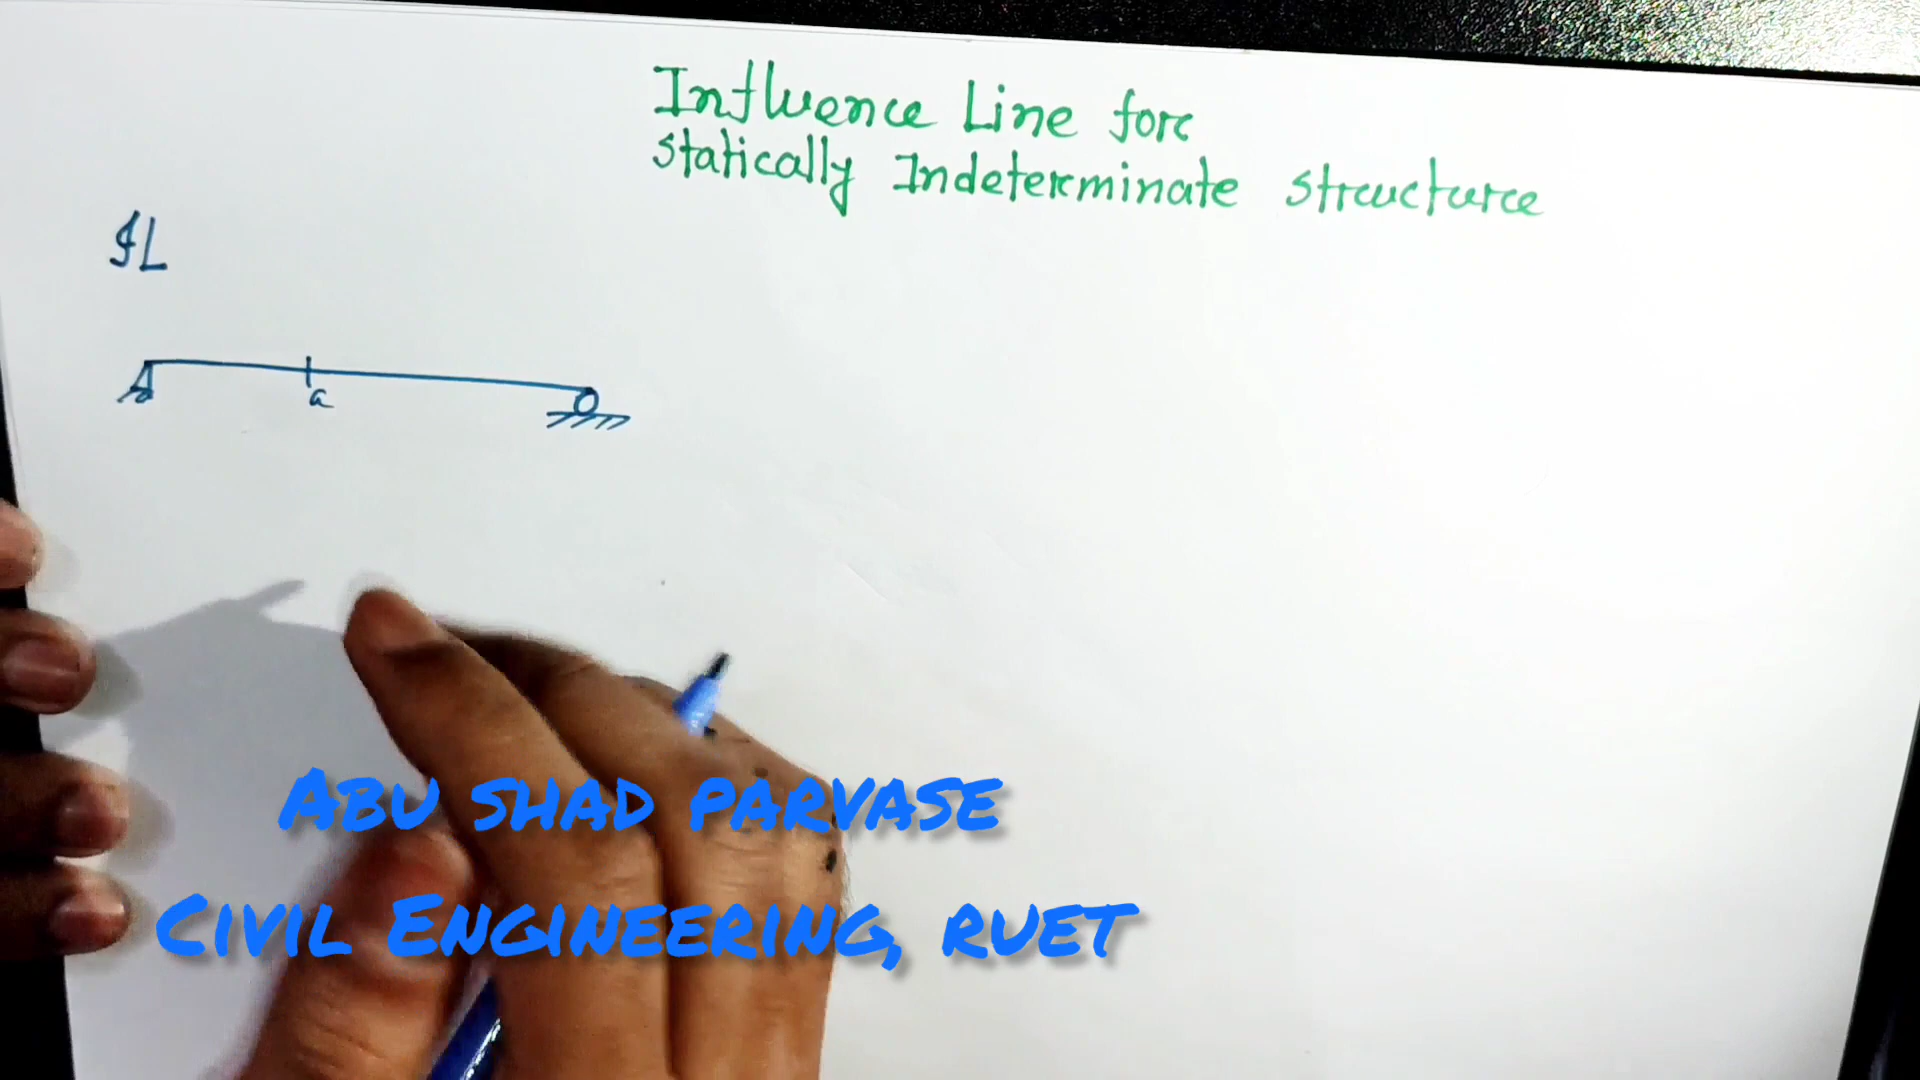 Influence Line for
Statically Indeterminate Structure
IL
a
ABU SHAD PARVASE
CIVIL ENGINEERING, RUET